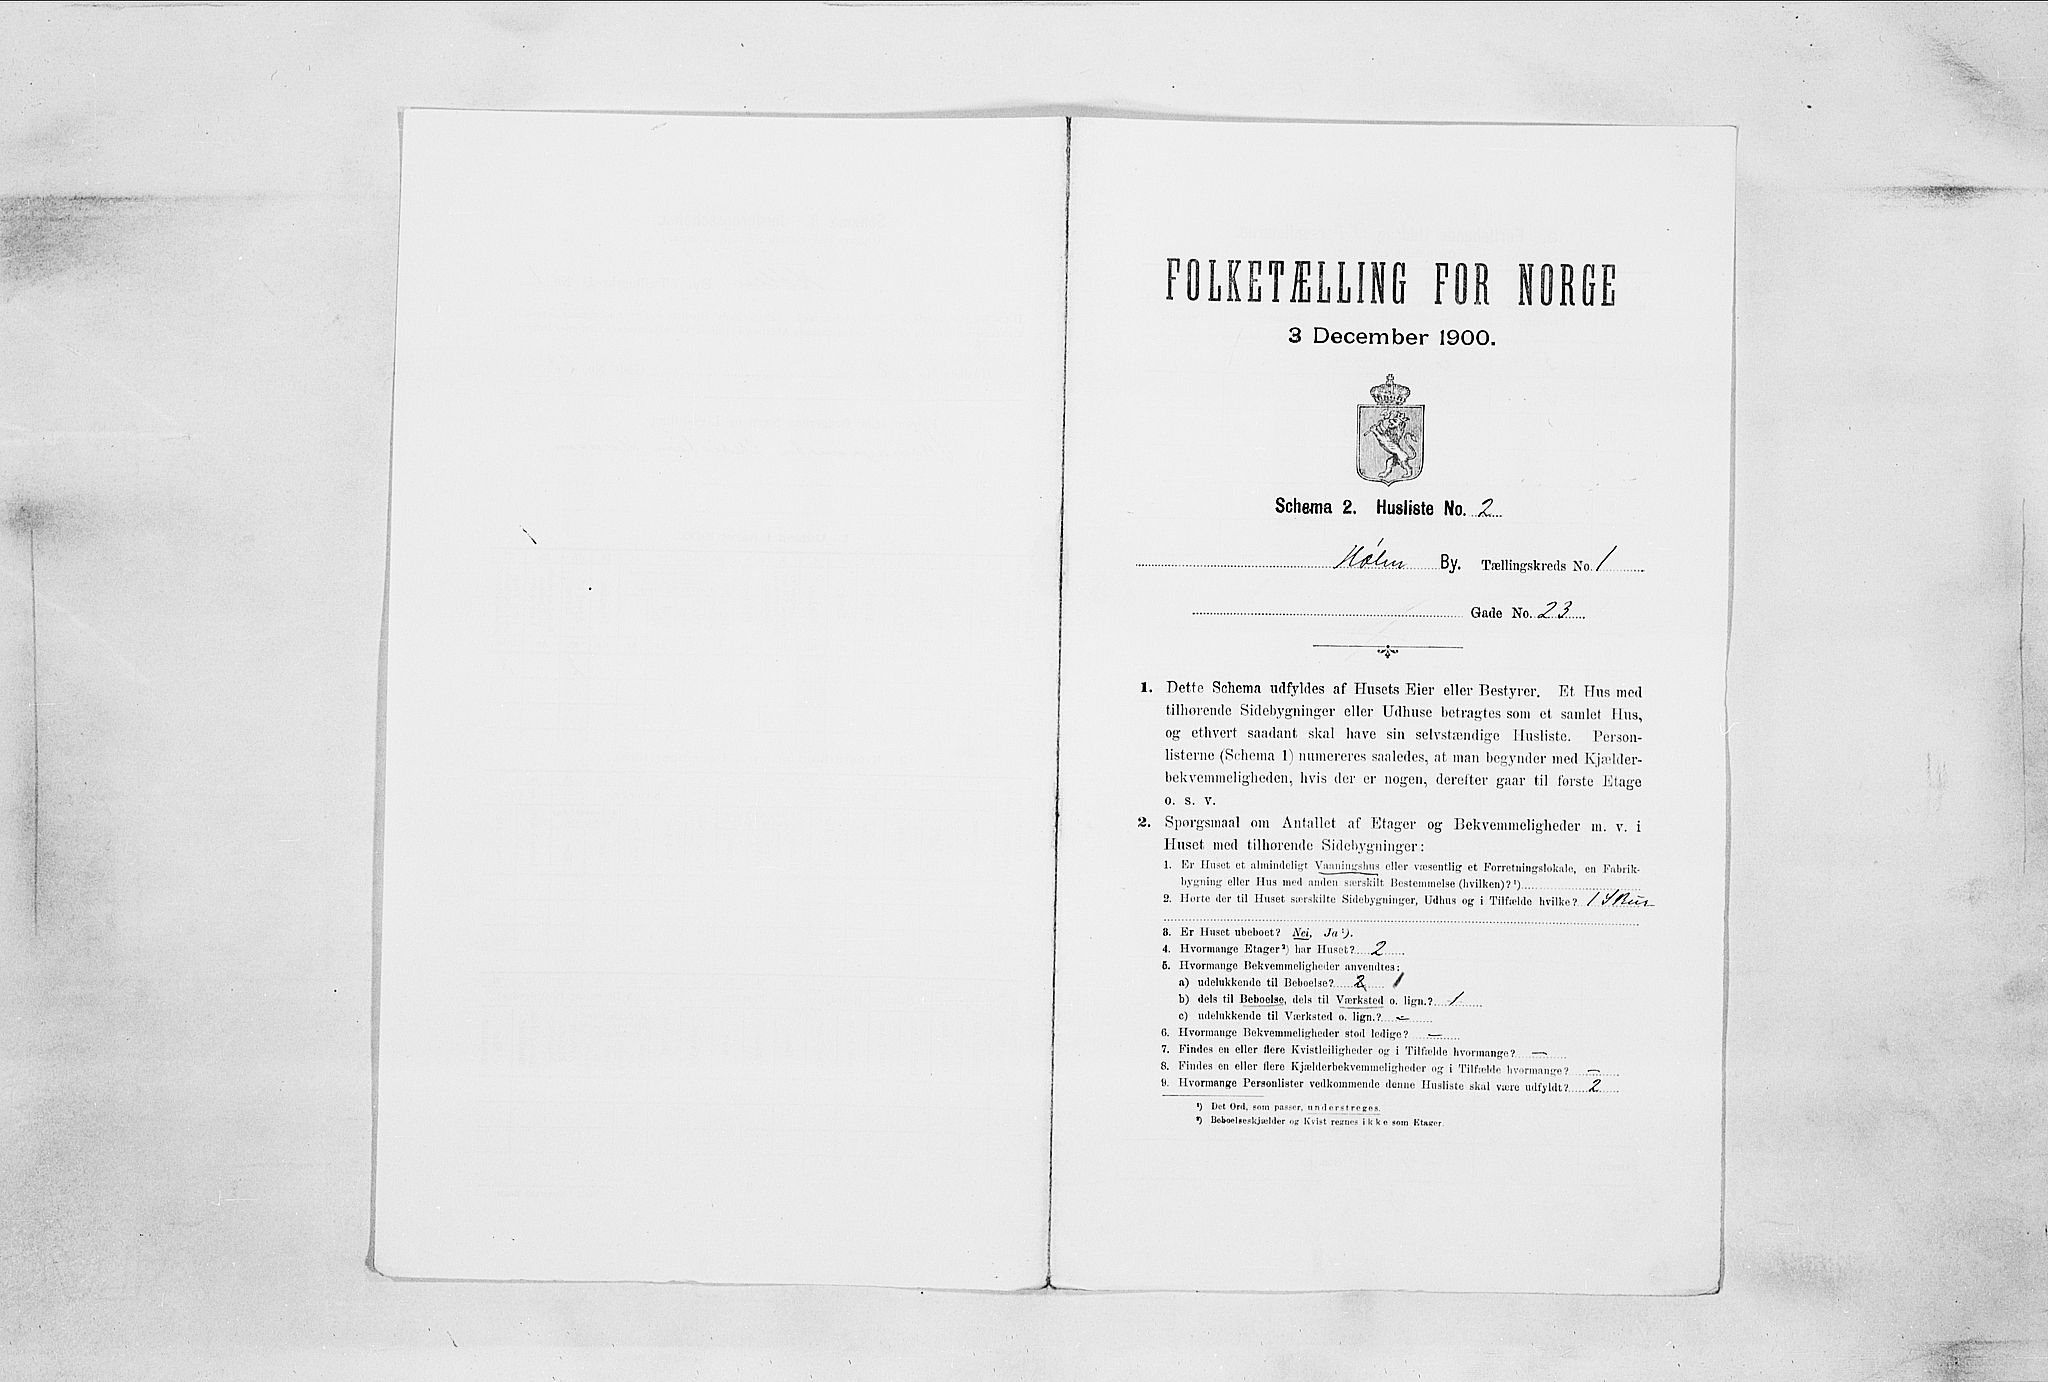 FOLKETÆLLING FOR NORGE
3 December 1900.
Schema 2. Husliste No. 2
Hølen By. Tællingskreds No. 1
Gade No. 23
1. Dette Schema udfyldes af Husets Eier eller Bestyrer. Et Hus med
tilhørende Sidebygninger eller Udhuse betragtes som et samlet Hus,
og ethvert saadant skal have sin selvstændige Husliste. Person-
listerne (Schema 1) numereres saaledes, at man begynder med Kjælder-
bekvemmeligheden, hvis der er nogen, derefter gaar til første Etage
o. s. v.
2. Spørgsmaal om Antallet af Etager og Bekvemmeligheder m. v. i
Huset med tilhørende Sidebygninger:
1. Er Huset et almindeligt Vaaningshus eller væsentlig et Forretningslokale, en Fabrik-
bygning eller Hus med anden særskilt Bestemmelse (hvilken)?¹)
2. Hørte der til Huset særskilte Sidebygninger, Udhus og i Tilfælde hvilke? 1 Skur
3. Er Huset ubeboet? Nei, Ja¹).
4. Hvormange Etager²) har Huset? 2
5. Hvormange Bekvemmeligheder anvendtes:
a) udelukkende til Beboelse? 2 1
b) dels til Beboelse, dels til Værksted o. lign.? 1
c) udelukkende til Værksted o. lign.? –
6. Hvormange Bekvemmeligheder stod ledige? –
7. Findes en eller flere Kvistleiligheder og i Tilfælde hvormange? –
8. Findes en eller flere Kjælderbekvemmeligheder og i Tilfælde hvormange? –
9. Hvormange Personlister vedkommende denne Husliste skal være udfyldt? 2
¹) Det Ord, som passer, understreges.
²) Beboelseskjælder og Kvist regnes ikke som Etager.